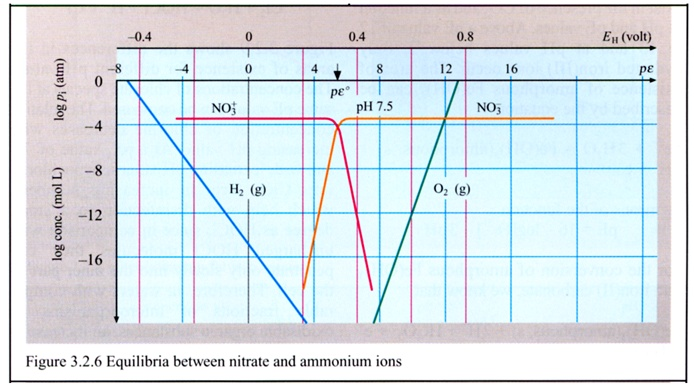 −0.4 0 0.4 0.8 E_H (volt)
−8 −4 0 4 8 12 16 pε
pε°
log p_i (atm)
0
−4
−8
−12
−16
log conc. (mol L)
NO₃⁺ pH 7.5 NO₃⁻
H₂ (g) O₂ (g)
Figure 3.2.6 Equilibria between nitrate and ammonium ions